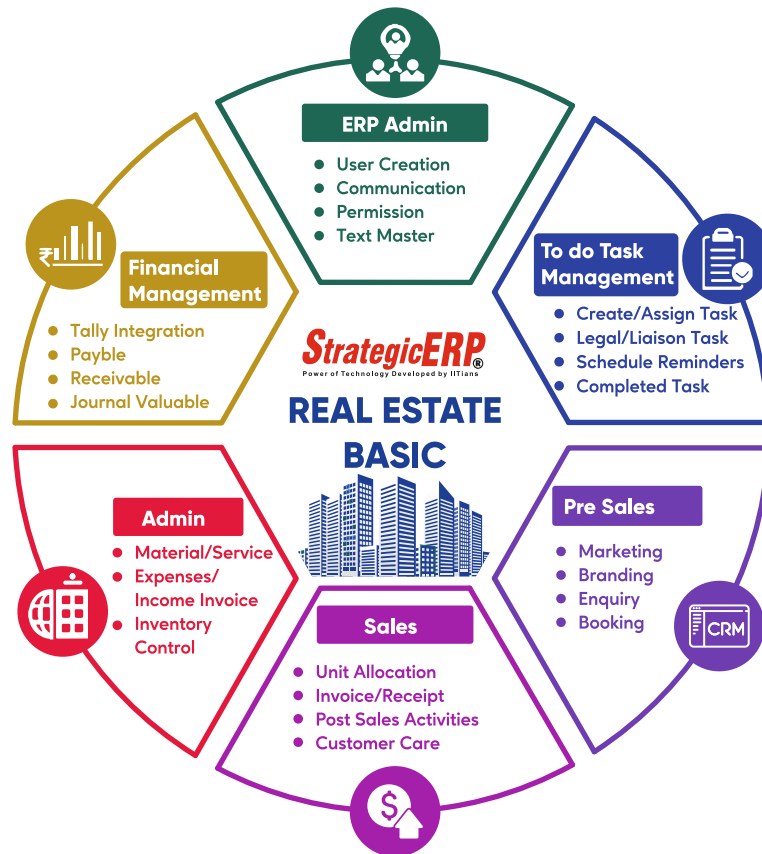 ERP Admin
User Creation
Communication
Permission
Text Master
To do Task
Management
Create/Assign Task
Legal/Liaison Task
Schedule Reminders
Completed Task
Financial
Management
₹
Tally Integration
Payble
Receivable
Journal Valuable
StrategicERP®
Power of Technology Developed by IITians
REAL ESTATE
BASIC
Pre Sales
Marketing
Branding
Enquiry
Booking
CRM
Admin
Material/Service
Expenses/
Income Invoice
Inventory
Control
Sales
Unit Allocation
Invoice/Receipt
Post Sales Activities
Customer Care
$